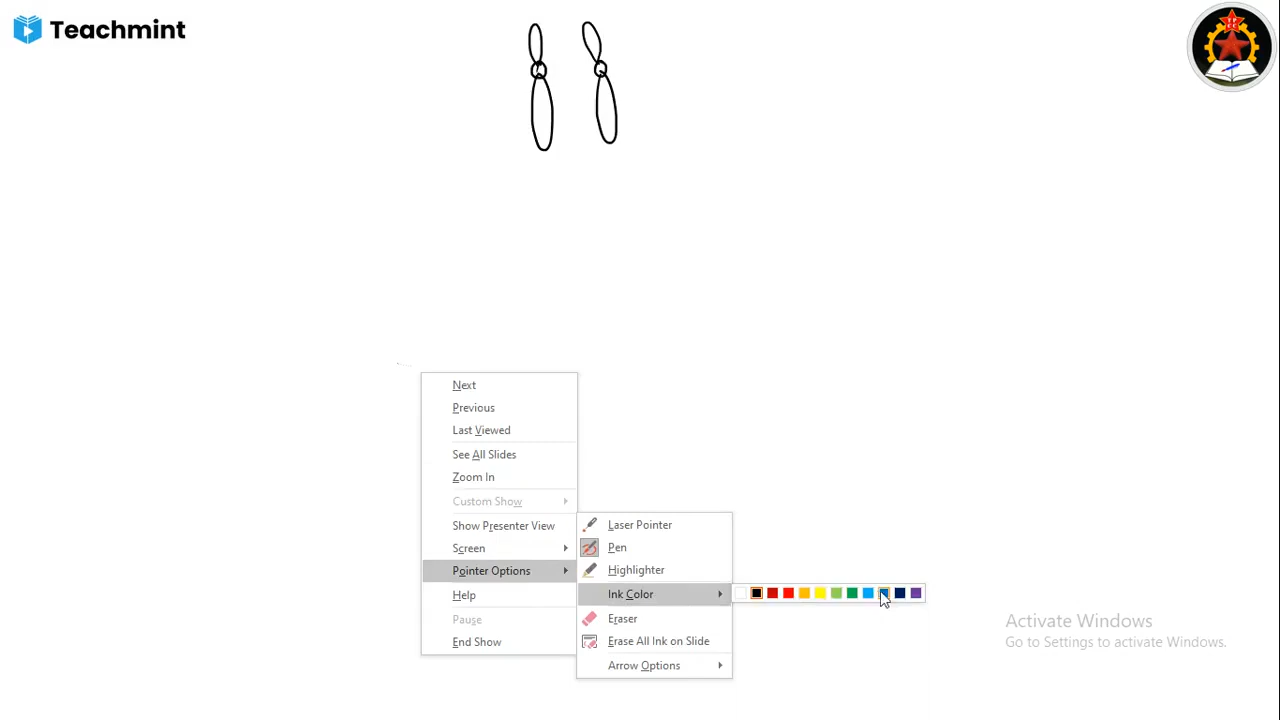 Teachmint
TPCC
Next
Previous
Last Viewed
See All Slides
Zoom In
Custom Show
Show Presenter View
Screen
Pointer Options
Help
Pause
End Show
Laser Pointer
Pen
Highlighter
Ink Color
Eraser
Erase All Ink on Slide
Arrow Options
Activate Windows
Go to Settings to activate Windows.